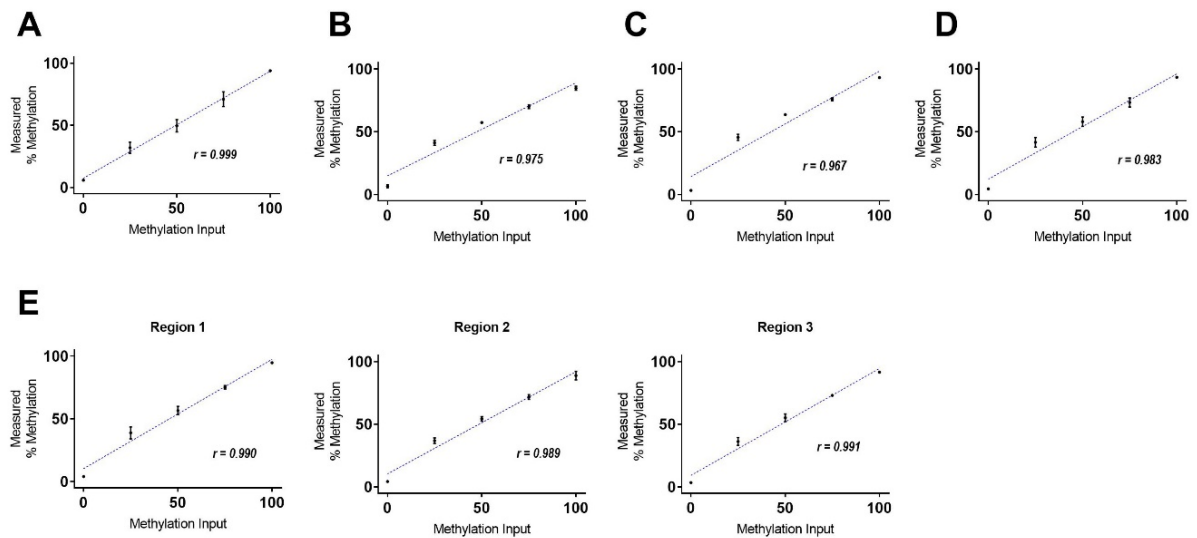 A
B
C
D
Measured
% Methylation
100
50
0
r = 0.999
0
50
100
Methylation Input
Measured
% Methylation
100
50
0
r = 0.975
0
50
100
Methylation Input
Measured
% Methylation
100
50
0
r = 0.967
0
50
100
Methylation Input
Measured
% Methylation
100
50
0
r = 0.983
0
50
100
Methylation Input
E
Region 1
Measured
% Methylation
100
50
0
r = 0.990
0
50
100
Methylation Input
Region 2
Measured
% Methylation
100
50
0
r = 0.989
0
50
100
Methylation Input
Region 3
Measured
% Methylation
100
50
0
r = 0.991
0
50
100
Methylation Input